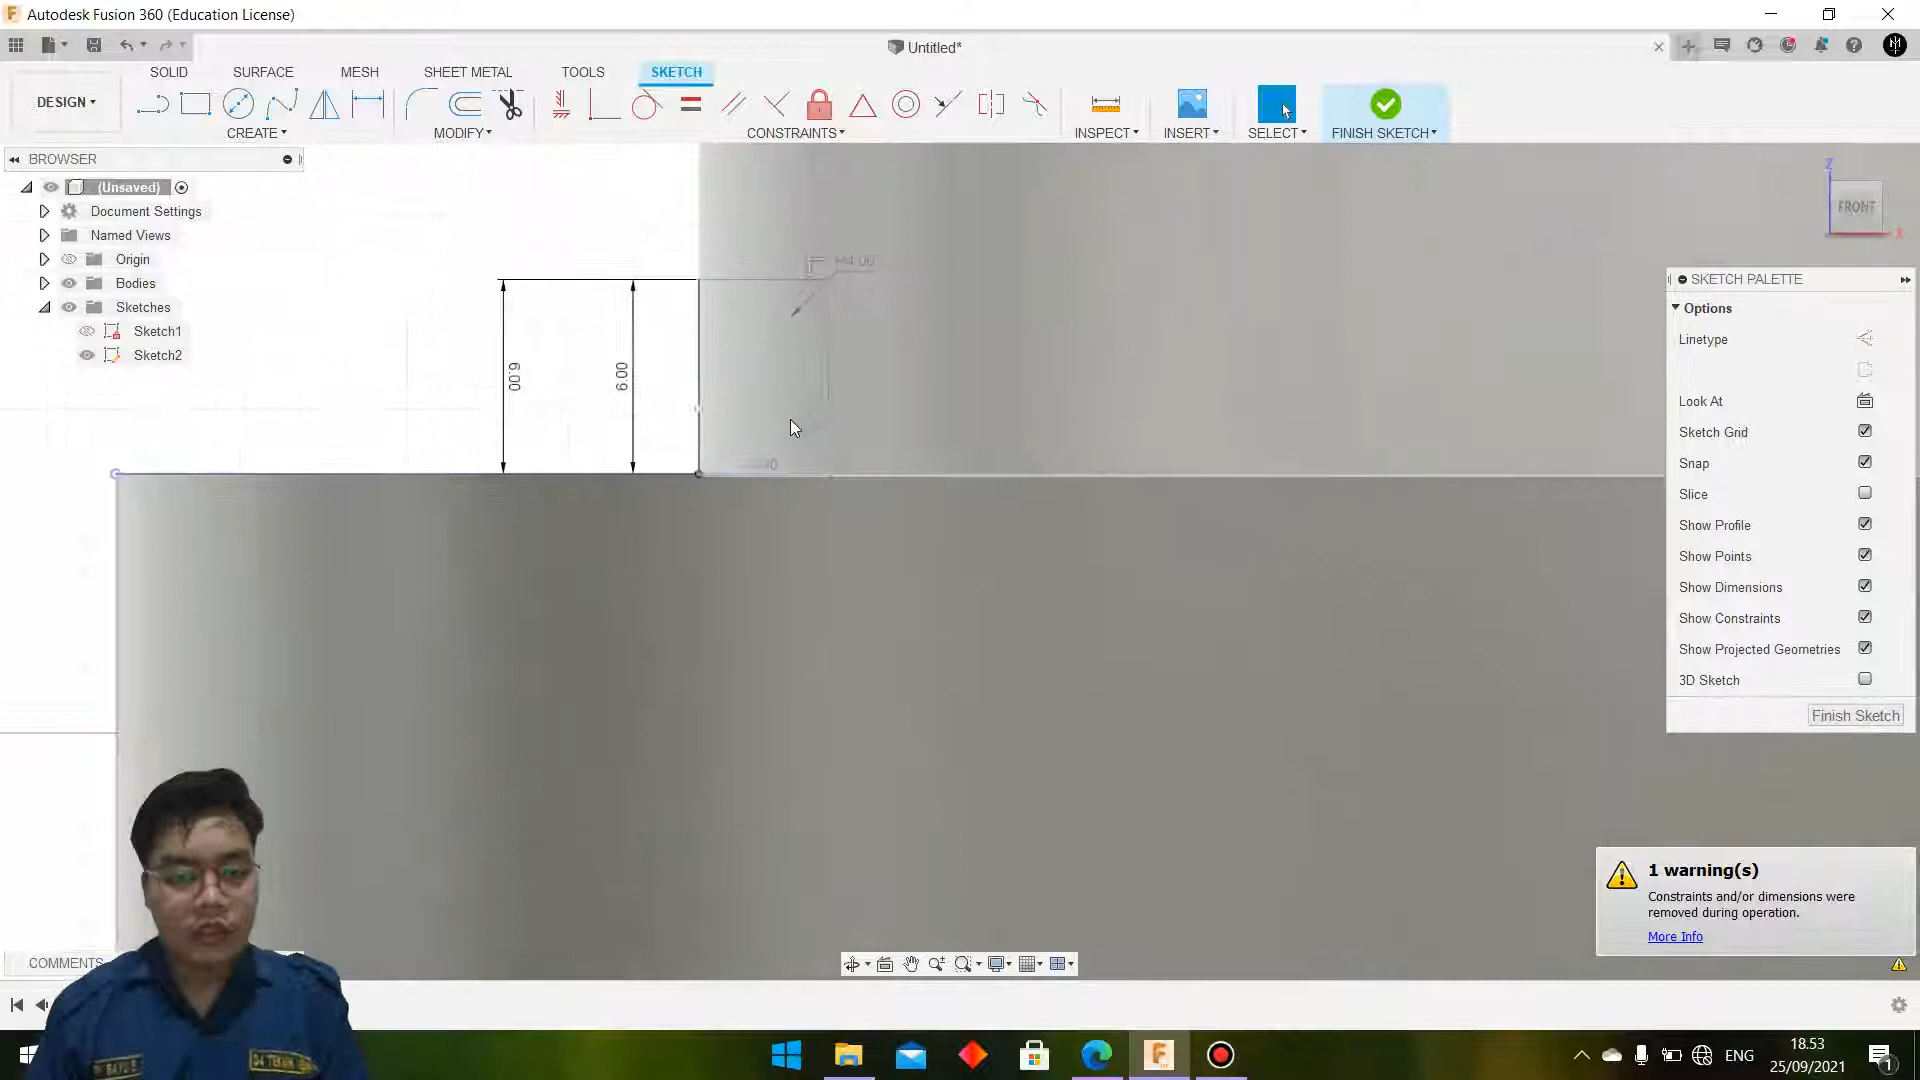 Autodesk Fusion 360 (Education License)
Untitled*
SOLID SURFACE MESH SHEET METAL TOOLS SKETCH
DESIGN
CREATE MODIFY CONSTRAINTS INSPECT INSERT SELECT FINISH SKETCH
BROWSER
(Unsaved)
Document Settings
Named Views
Origin
Bodies
Sketches
Sketch1
Sketch2
Z
FRONT
X
6.00
6.00
SKETCH PALETTE
Options
Linetype
Look At
Sketch Grid
Snap
Slice
Show Profile
Show Points
Show Dimensions
Show Constraints
Show Projected Geometries
3D Sketch
Finish Sketch
1 warning(s)
Constraints and/or dimensions were
removed during operation.
More Info
COMMENTS
ENG
18.53
25/09/2021
1